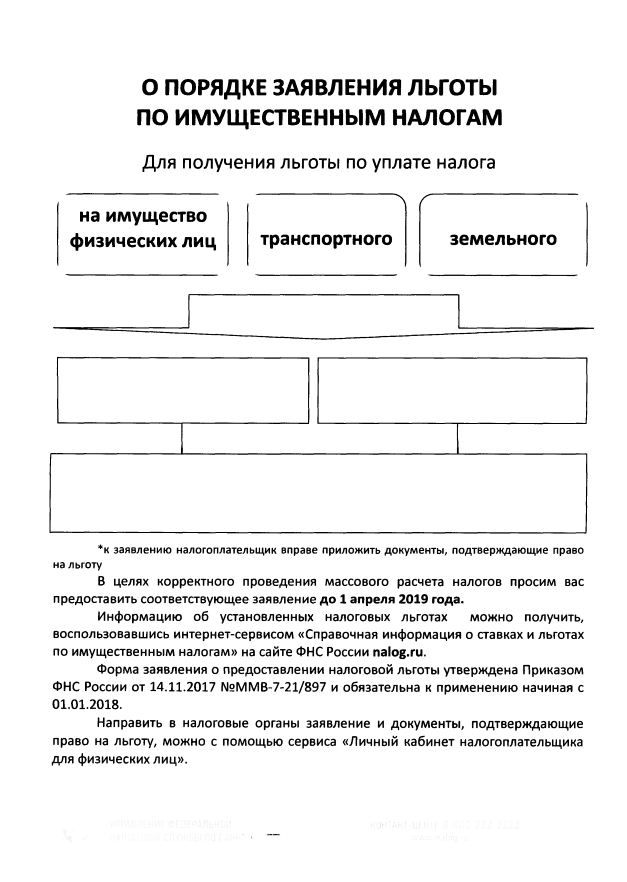 О ПОРЯДКЕ ЗАЯВЛЕНИЯ ЛЬГОТЫ
ПО ИМУЩЕСТВЕННЫМ НАЛОГАМ
Для получения льготы по уплате налога
на имущество
физических лиц
транспортного
земельного
*к заявлению налогоплательщик вправе приложить документы, подтверждающие право
на льготу
В целях корректного проведения массового расчета налогов просим вас
предоставить соответствующее заявление до 1 апреля 2019 года.
Информацию об установленных налоговых льготах можно получить,
воспользовавшись интернет-сервисом «Справочная информация о ставках и льготах
по имущественным налогам» на сайте ФНС России nalog.ru.
Форма заявления о предоставлении налоговой льготы утверждена Приказом
ФНС России от 14.11.2017 №ММВ-7-21/897 и обязательна к применению начиная с
01.01.2018.
Направить в налоговые органы заявление и документы, подтверждающие
право на льготу, можно с помощью сервиса «Личный кабинет налогоплательщика
для физических лиц».